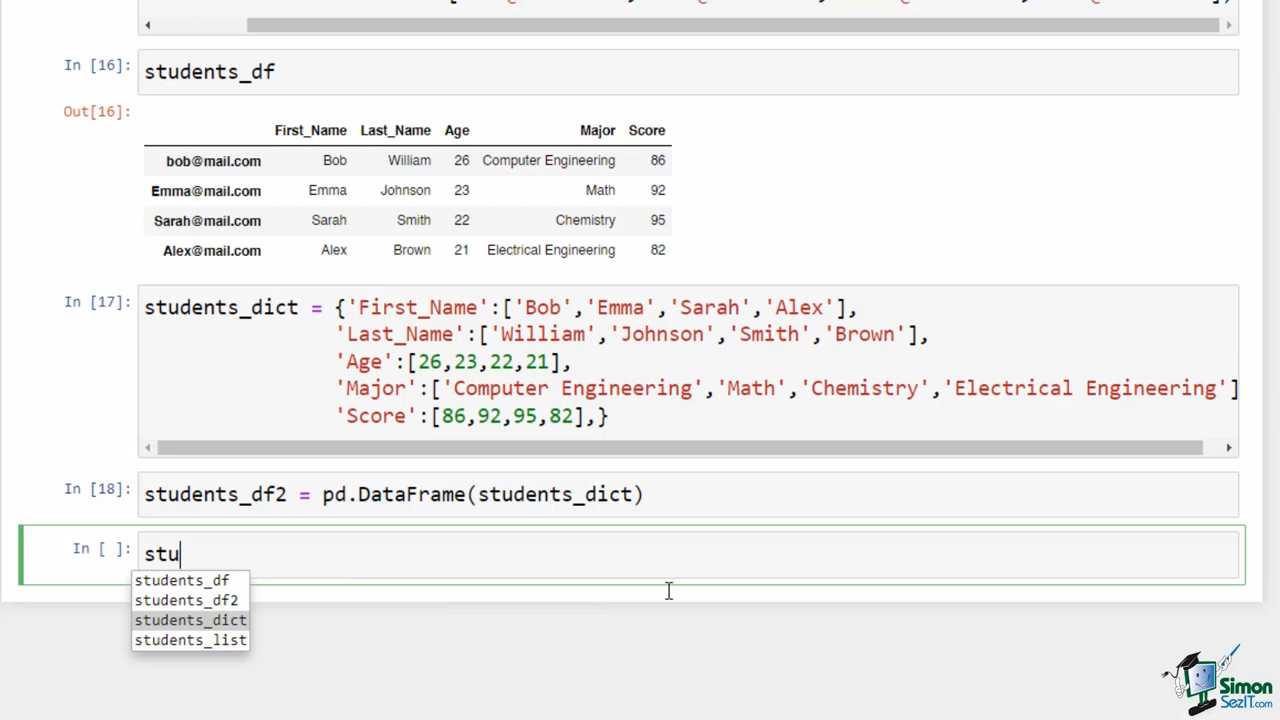 In [16]: students_df
Out[16]:
First_Name Last_Name Age Major Score
bob@mail.com Bob William 26 Computer Engineering 86
Emma@mail.com Emma Johnson 23 Math 92
Sarah@mail.com Sarah Smith 22 Chemistry 95
Alex@mail.com Alex Brown 21 Electrical Engineering 82
In [17]: students_dict = {'First_Name':['Bob','Emma','Sarah','Alex'],
'Last_Name':['William','Johnson','Smith','Brown'],
'Age':[26,23,22,21],
'Major':['Computer Engineering','Math','Chemistry','Electrical Engineering']
'Score':[86,92,95,82],}
In [18]: students_df2 = pd.DataFrame(students_dict)
In [ ]: stu
students_df
students_df2
students_dict
students_list
Simon
SezIT.com